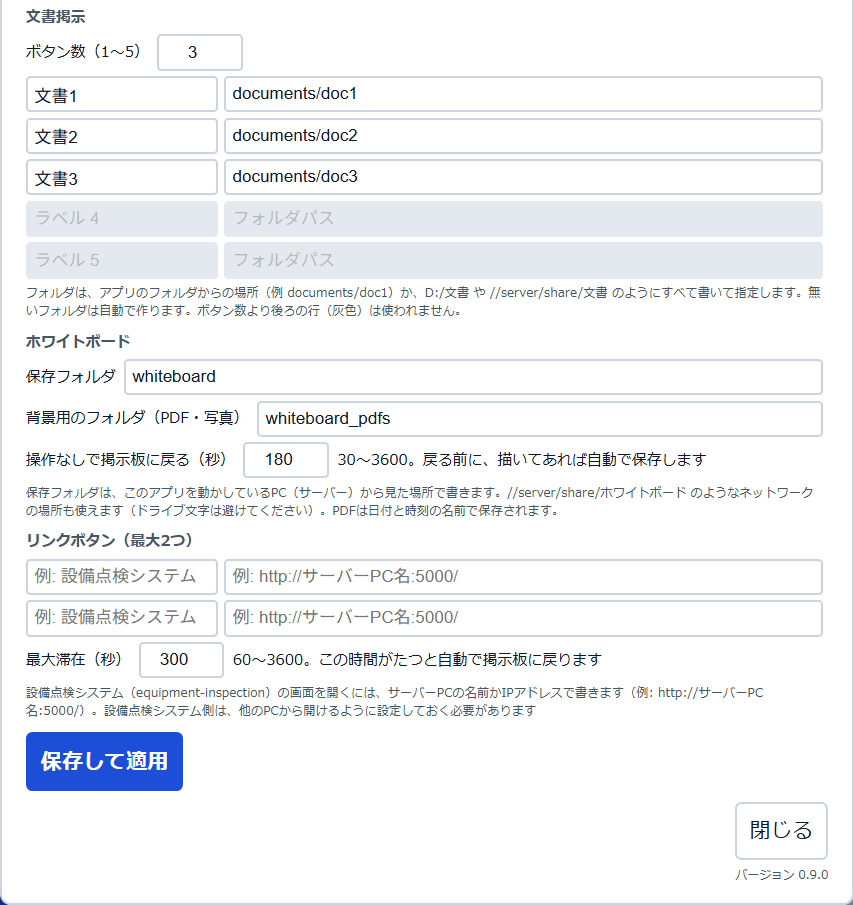 文書掲示
ボタン数（1～5） 3
文書1 documents/doc1
文書2 documents/doc2
文書3 documents/doc3
ラベル 4 フォルダパス
ラベル 5 フォルダパス
フォルダは、アプリのフォルダからの場所（例 documents/doc1）か、D:/文書 や //server/share/文書 のようにすべて書いて指定します。無
いフォルダは自動で作ります。ボタン数より後ろの行（灰色）は使われません。
ホワイトボード
保存フォルダ whiteboard
背景用のフォルダ（PDF・写真） whiteboard_pdfs
操作なしで掲示板に戻る（秒） 180 30～3600。戻る前に、描いてあれば自動で保存します
保存フォルダは、このアプリを動かしているPC（サーバー）から見た場所で書きます。//server/share/ホワイトボード のようなネットワーク
の場所も使えます（ドライブ文字は避けてください）。PDFは日付と時刻の名前で保存されます。
リンクボタン（最大2つ）
例: 設備点検システム 例: http://サーバーPC名:5000/
例: 設備点検システム 例: http://サーバーPC名:5000/
最大滞在（秒） 300 60～3600。この時間がたつと自動で掲示板に戻ります
設備点検システム（equipment-inspection）の画面を開くには、サーバーPCの名前かIPアドレスで書きます（例: http://サーバーPC
名:5000/）。設備点検システム側は、他のPCから開けるように設定しておく必要があります
保存して適用
閉じる
バージョン 0.9.0